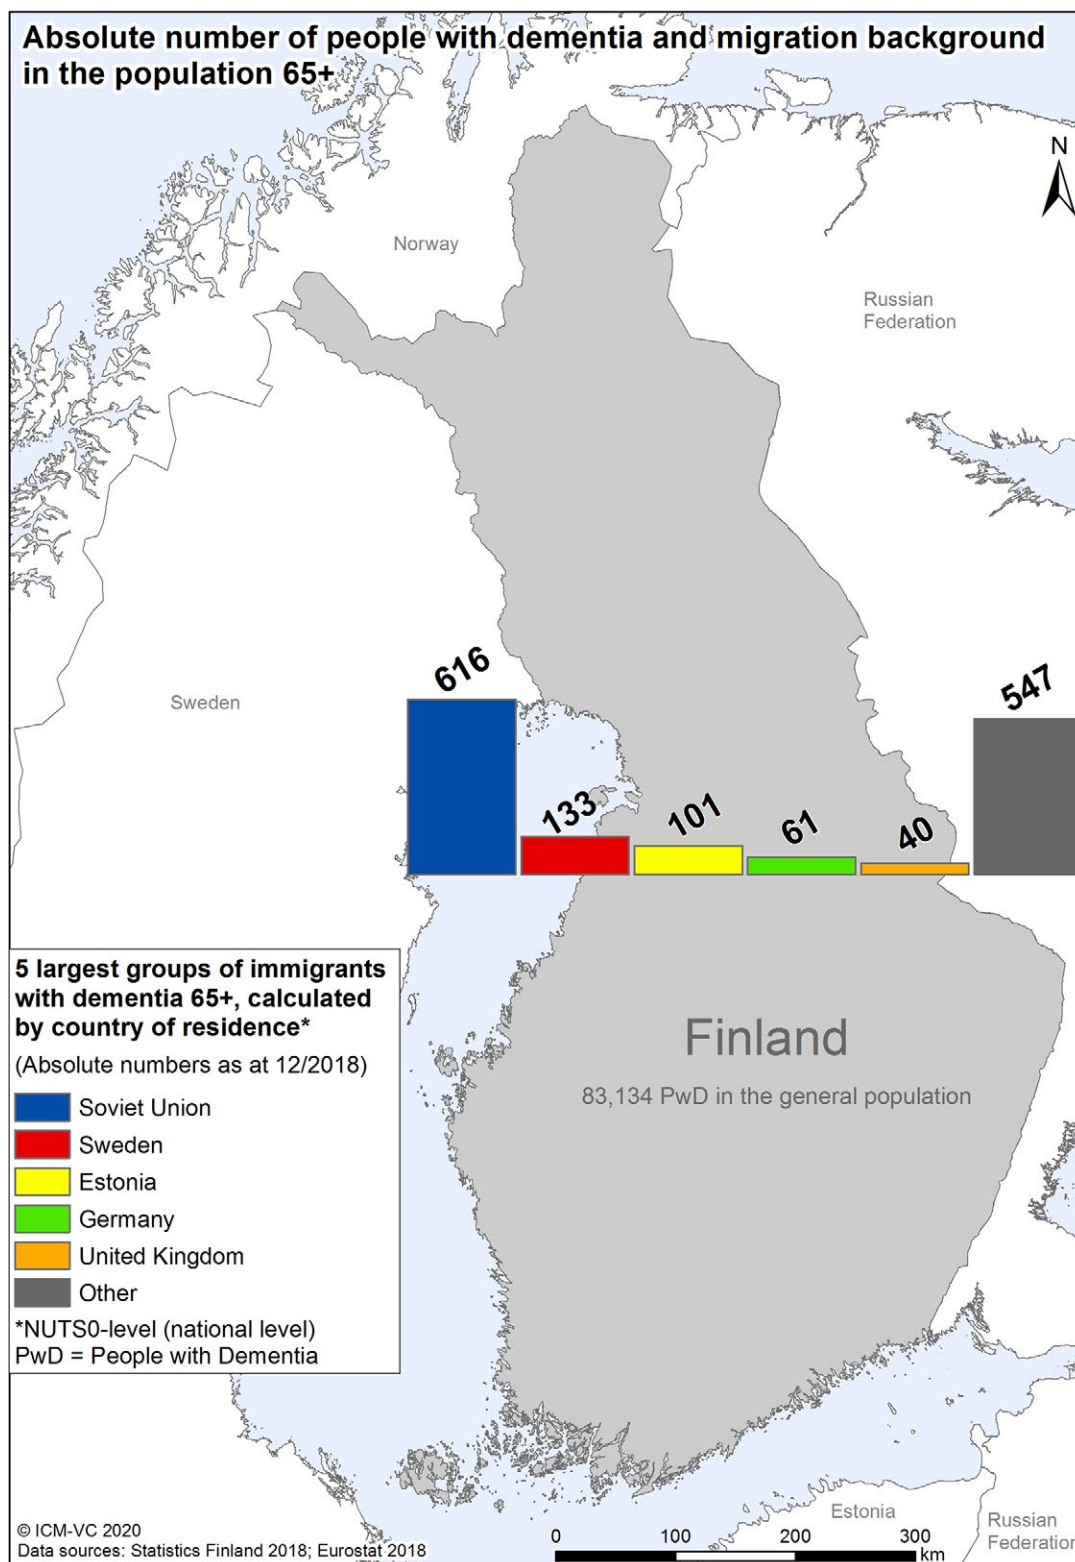 Absolute number of people with dementia and migration background
in the population 65+
N
Norway
Russian
Federation
Sweden
616
133
101
61
40
547
5 largest groups of immigrants
with dementia 65+, calculated
by country of residence*
(Absolute numbers as at 12/2018)
Soviet Union
Sweden
Estonia
Germany
United Kingdom
Other
*NUTS0-level (national level)
PwD = People with Dementia
Finland
83,134 PwD in the general population
Estonia
Russian
Federation
© ICM-VC 2020
Data sources: Statistics Finland 2018; Eurostat 2018
0 100 200 300
km